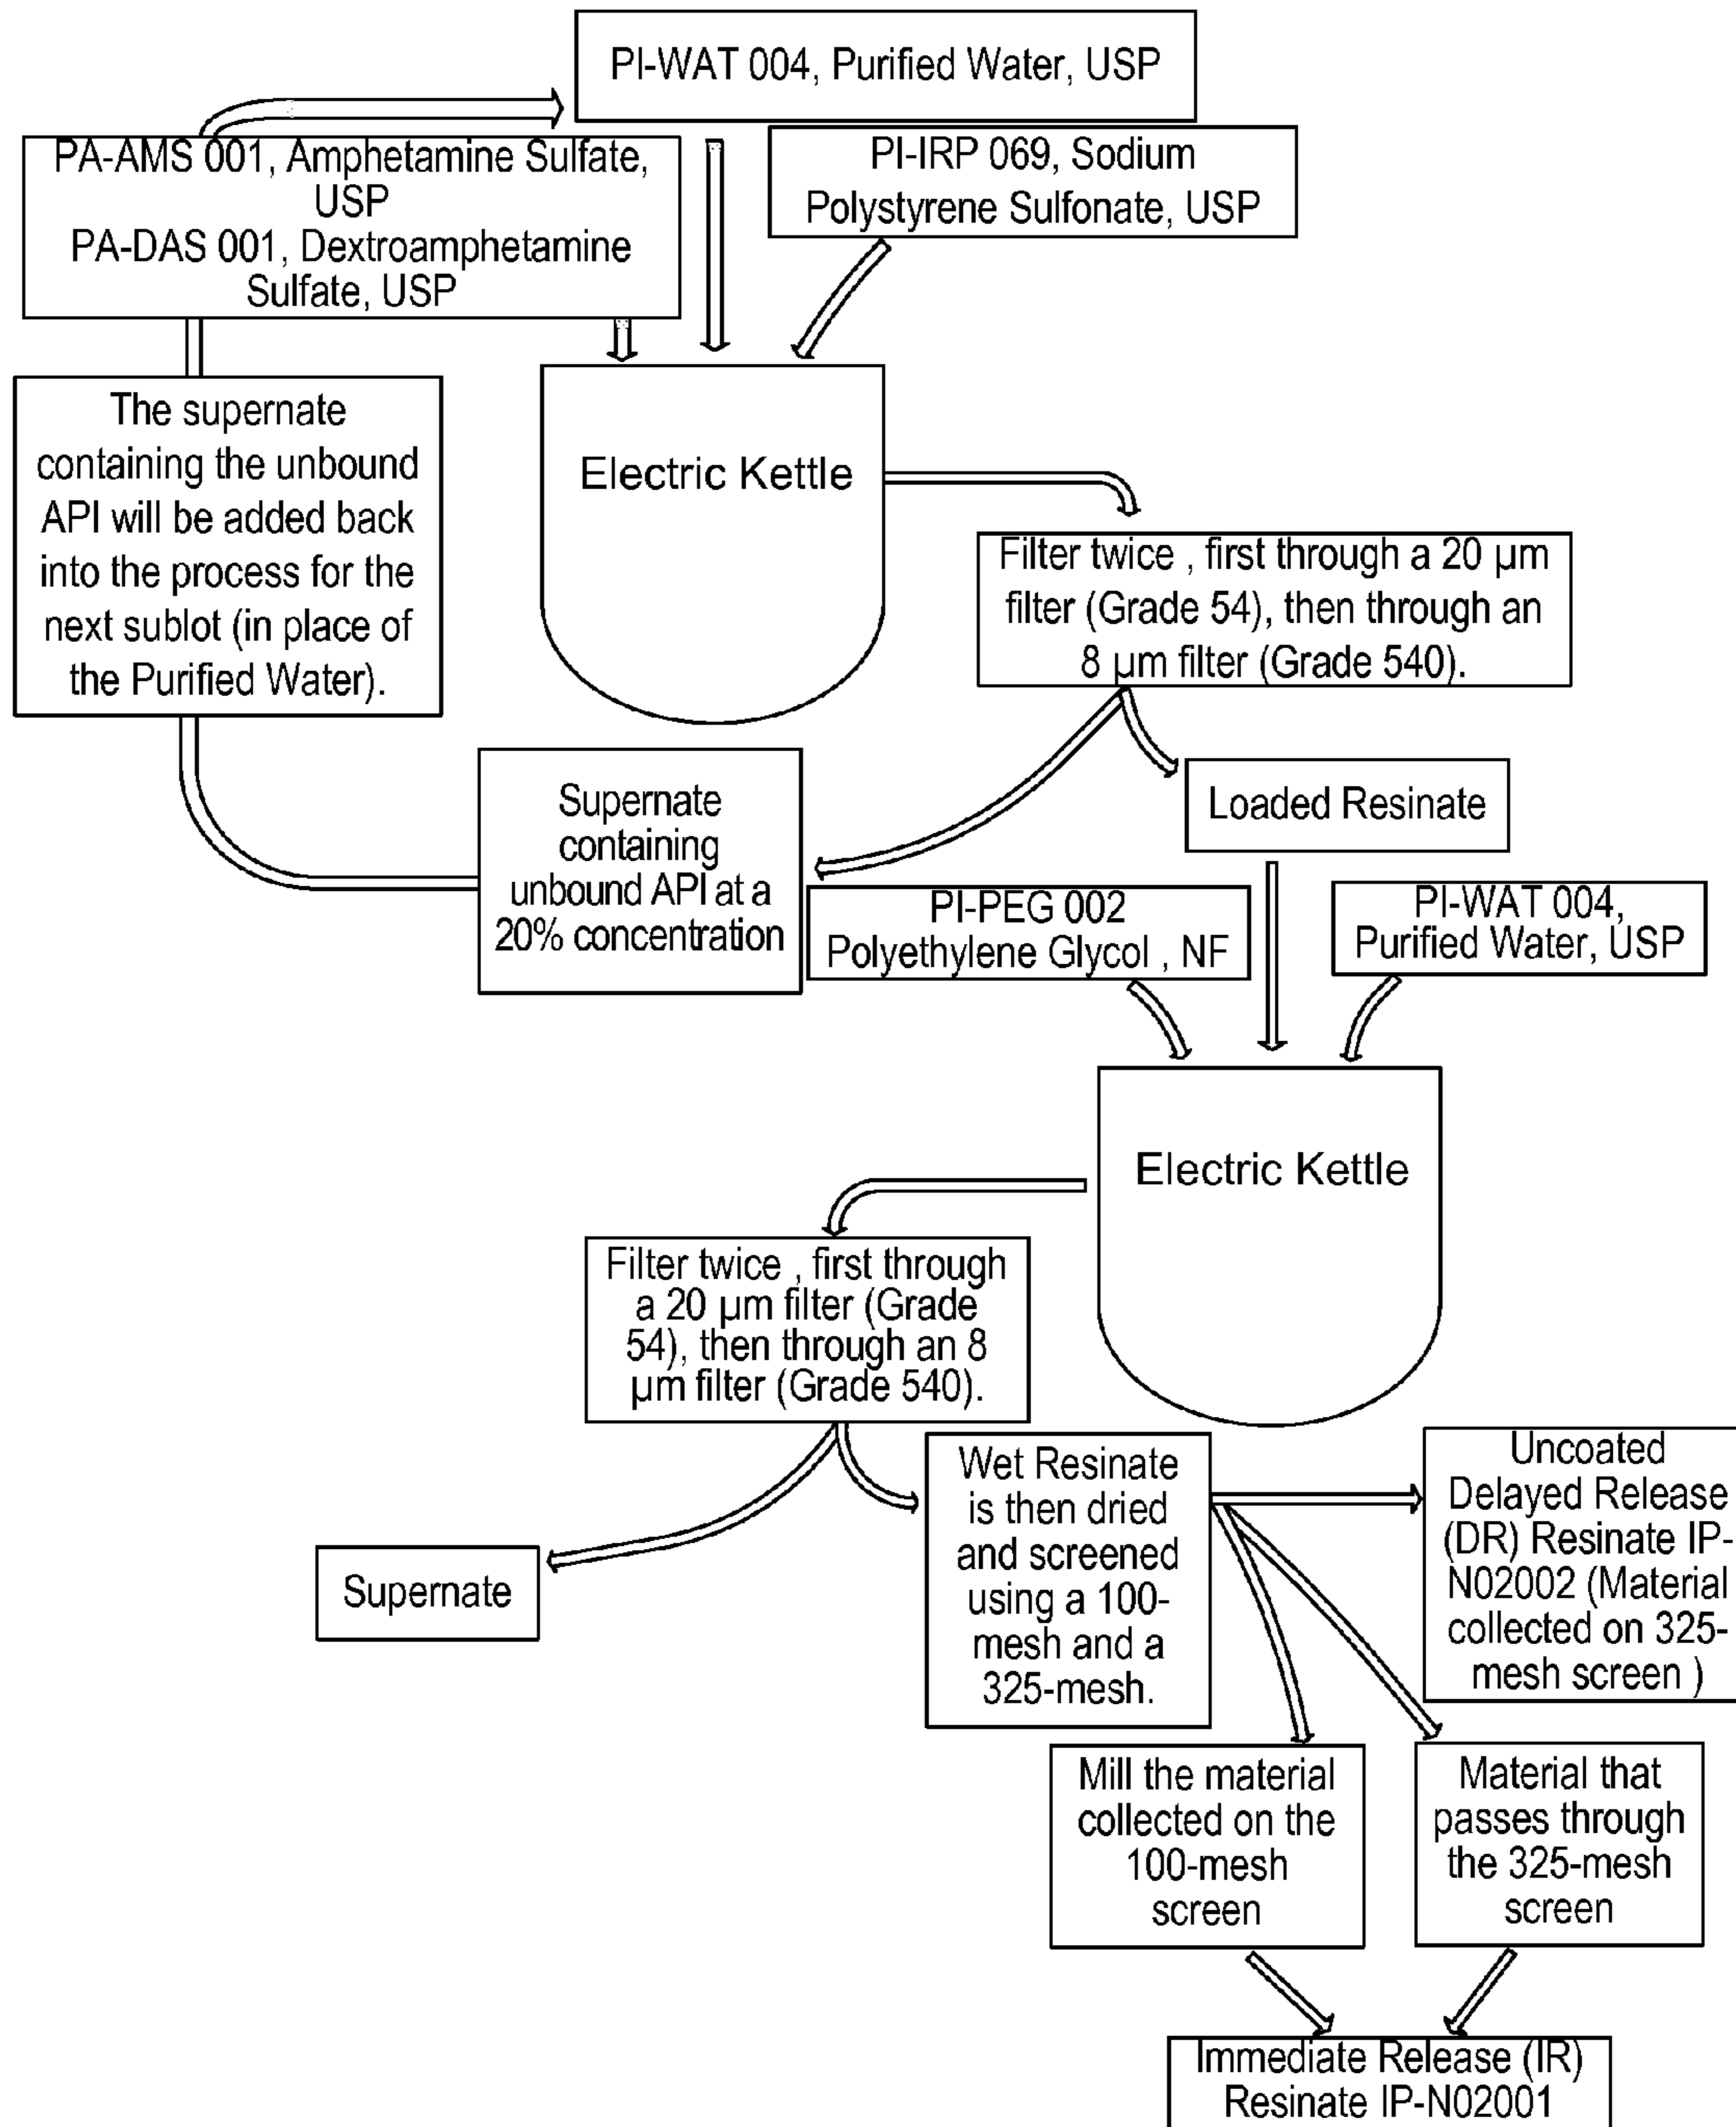 PI-WAT 004, Purified Water, USP
PA-AMS 001, Amphetamine Sulfate,
USP
PA-DAS 001, Dextroamphetamine
Sulfate, USP
PI-IRP 069, Sodium
Polystyrene Sulfonate, USP
The supernate
containing the unbound
API will be added back
into the process for the
next sublot (in place of
the Purified Water).
Electric Kettle
Filter twice , first through a 20 μm
filter (Grade 54), then through an
8 μm filter (Grade 540).
Supernate
containing
unbound API at a
20% concentration
Loaded Resinate
PI-PEG 002
Polyethylene Glycol , NF
PI-WAT 004,
Purified Water, USP
Electric Kettle
Filter twice , first through
a 20 μm filter (Grade
54), then through an 8
μm filter (Grade 540).
Supernate
Wet Resinate
is then dried
and screened
using a 100-
mesh and a
325-mesh.
Uncoated
Delayed Release
(DR) Resinate IP-
N02002 (Material
collected on 325-
mesh screen )
Mill the material
collected on the
100-mesh
screen
Material that
passes through
the 325-mesh
screen
Immediate Release (IR)
Resinate IP-N02001